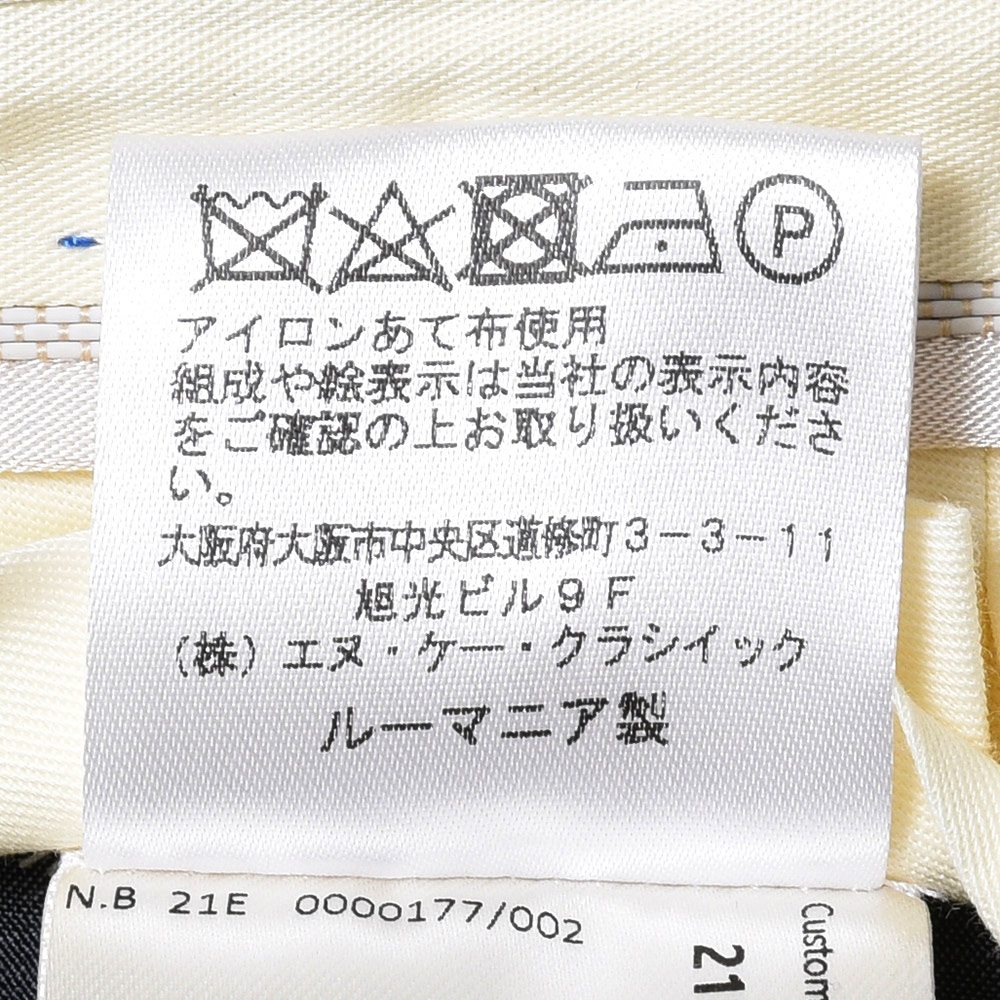 P
アイロンあて布使用
組成や絵表示は当社の表示内容
をご確認の上お取り扱いくださ
い。
大阪府大阪市中央区道修町3-3-11
旭光ビル9F
(株)エヌ・ケー・クラシイック
ルーマニア製
N.B 21E 0000177/002
Custom
21